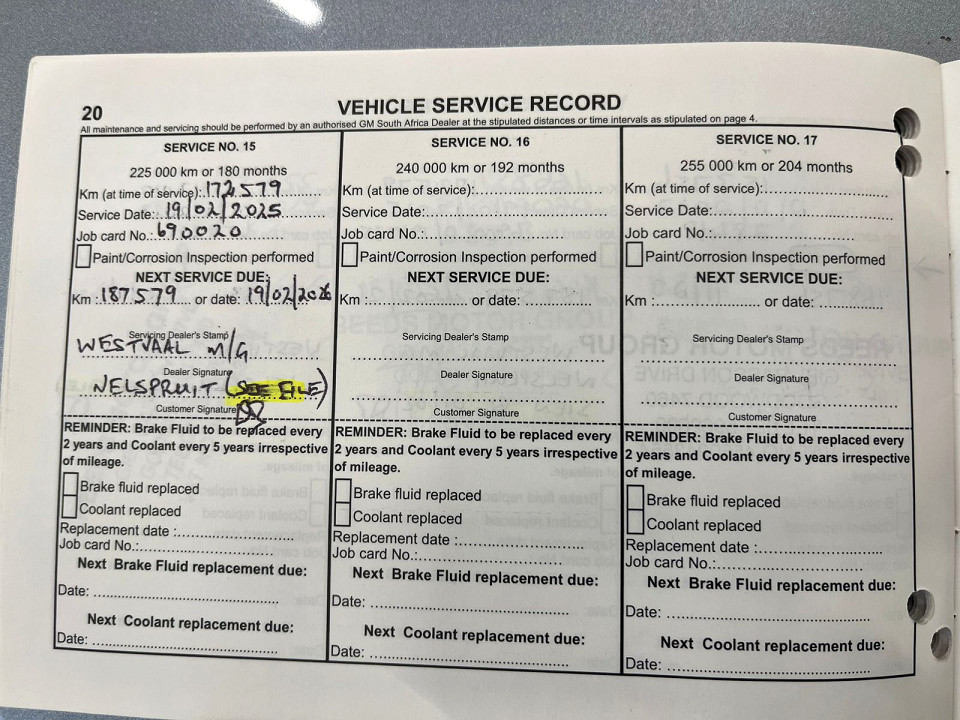 20
VEHICLE SERVICE RECORD
All maintenance and servicing should be performed by an authorised GM South Africa Dealer at the stipulated distances or time intervals as stipulated on page 4.
SERVICE NO. 15
225 000 km or 180 months
Km (at time of service): 172579
Service Date: 19/02/2025
Job card No.: 690020
Paint/Corrosion Inspection performed
NEXT SERVICE DUE:
Km : 187579 or date: 19/02/2026
Servicing Dealer's Stamp
WESTVAAL M/G
Dealer Signature
NELSPRUIT (SEE FILE)
Customer Signature
REMINDER: Brake Fluid to be replaced every
2 years and Coolant every 5 years irrespective
of mileage.
Brake fluid replaced
Coolant replaced
Replacement date :
Job card No.:
Next Brake Fluid replacement due:
Date:
Next Coolant replacement due:
Date:
SERVICE NO. 16
240 000 km or 192 months
Km (at time of service):
Service Date:
Job card No.:
Paint/Corrosion Inspection performed
NEXT SERVICE DUE:
Km : or date:
Servicing Dealer's Stamp
Dealer Signature
Customer Signature
REMINDER: Brake Fluid to be replaced every
2 years and Coolant every 5 years irrespective
of mileage.
Brake fluid replaced
Coolant replaced
Replacement date :
Job card No.:
Next Brake Fluid replacement due:
Date:
Next Coolant replacement due:
Date:
SERVICE NO. 17
255 000 km or 204 months
Km (at time of service):
Service Date:
Job card No.:
Paint/Corrosion Inspection performed
NEXT SERVICE DUE:
Km : or date:
Servicing Dealer's Stamp
Dealer Signature
Customer Signature
REMINDER: Brake Fluid to be replaced every
2 years and Coolant every 5 years irrespective
of mileage.
Brake fluid replaced
Coolant replaced
Replacement date :
Job card No.:
Next Brake Fluid replacement due:
Date:
Next Coolant replacement due:
Date: